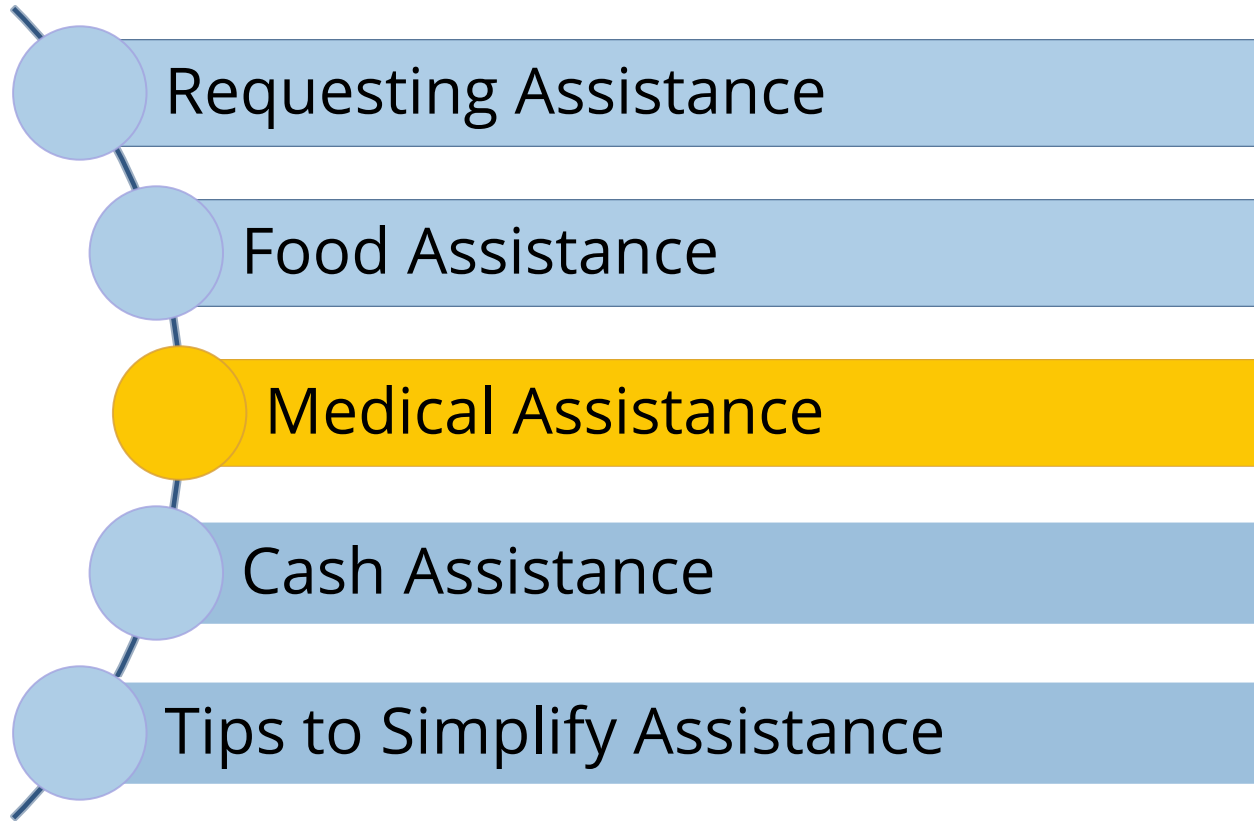 Requesting Assistance
Food Assistance
Medical Assistance
Cash Assistance
Tips to Simplify Assistance